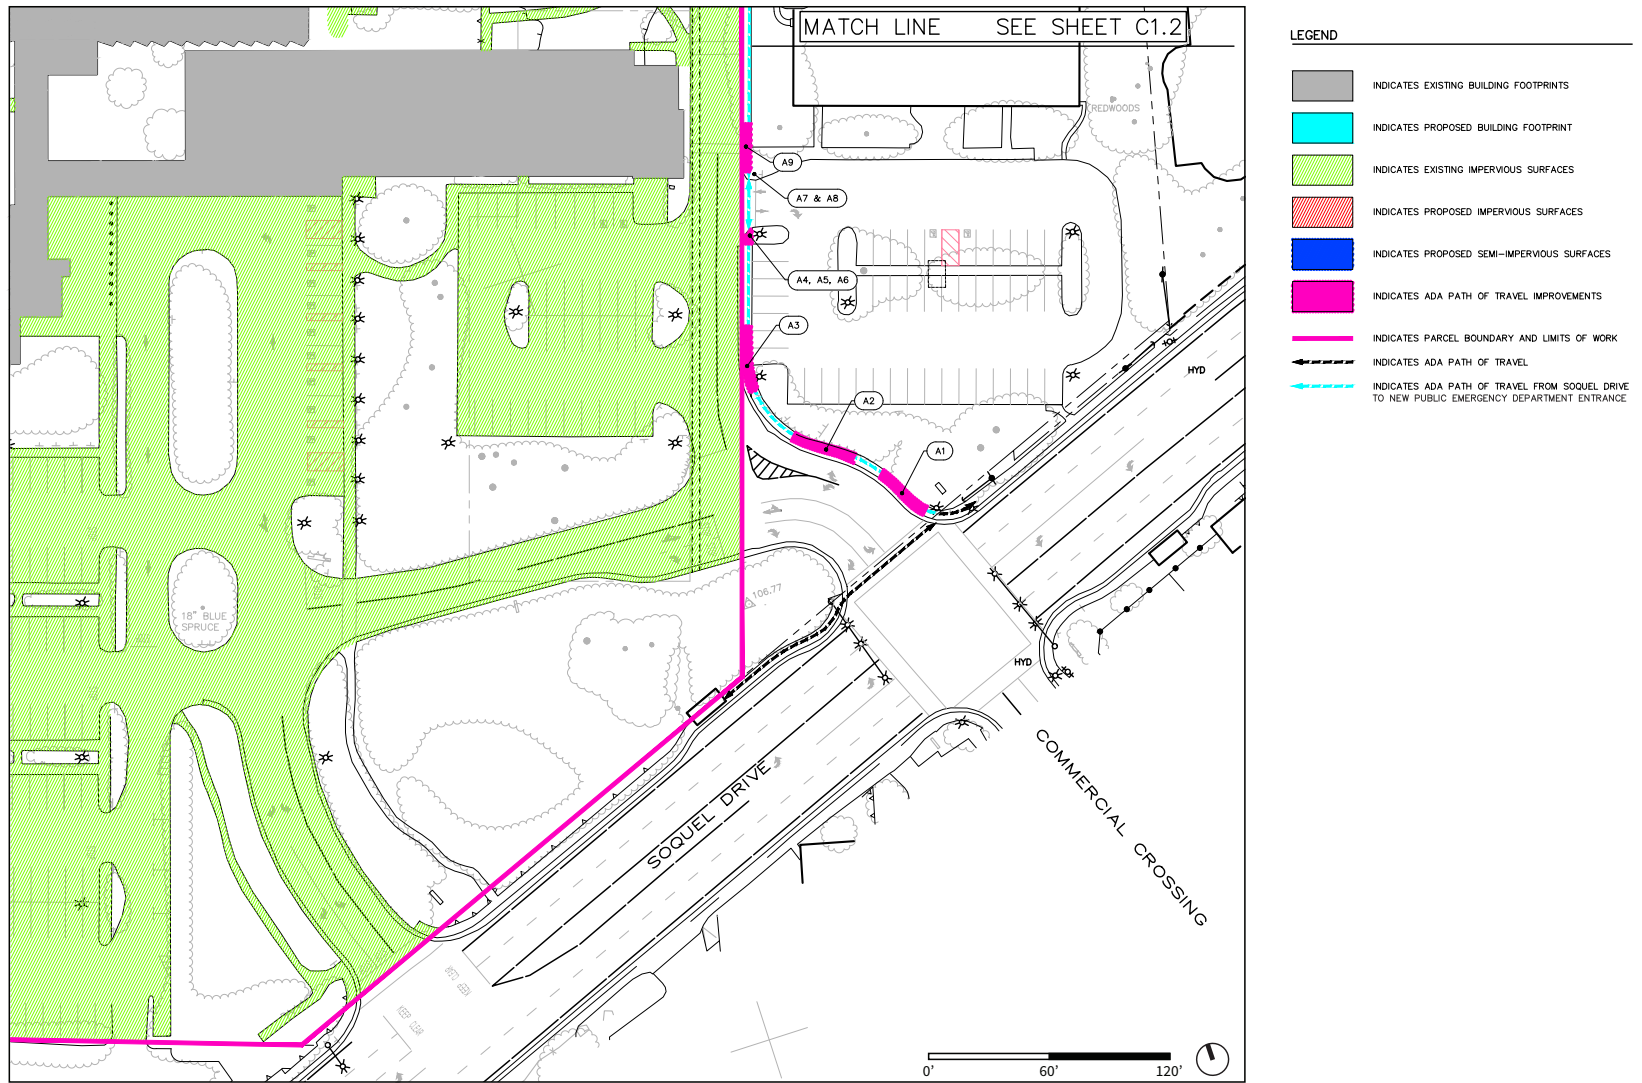 MATCH LINE SEE SHEET C1.2
LEGEND
INDICATES EXISTING BUILDING FOOTPRINTS
INDICATES PROPOSED BUILDING FOOTPRINT
INDICATES EXISTING IMPERVIOUS SURFACES
INDICATES PROPOSED IMPERVIOUS SURFACES
INDICATES PROPOSED SEMI-IMPERVIOUS SURFACES
INDICATES ADA PATH OF TRAVEL IMPROVEMENTS
INDICATES PARCEL BOUNDARY AND LIMITS OF WORK
INDICATES ADA PATH OF TRAVEL
INDICATES ADA PATH OF TRAVEL FROM SOQUEL DRIVE
TO NEW PUBLIC EMERGENCY DEPARTMENT ENTRANCE
REDWOODS
A9
A7 & A8
A4, A5, A6
A3
A2
A1
HYD
106.77
18" BLUE
SPRUCE
HYD
SOQUEL DRIVE
COMMERCIAL CROSSING
KEEP CLEAR
0'
60'
120'